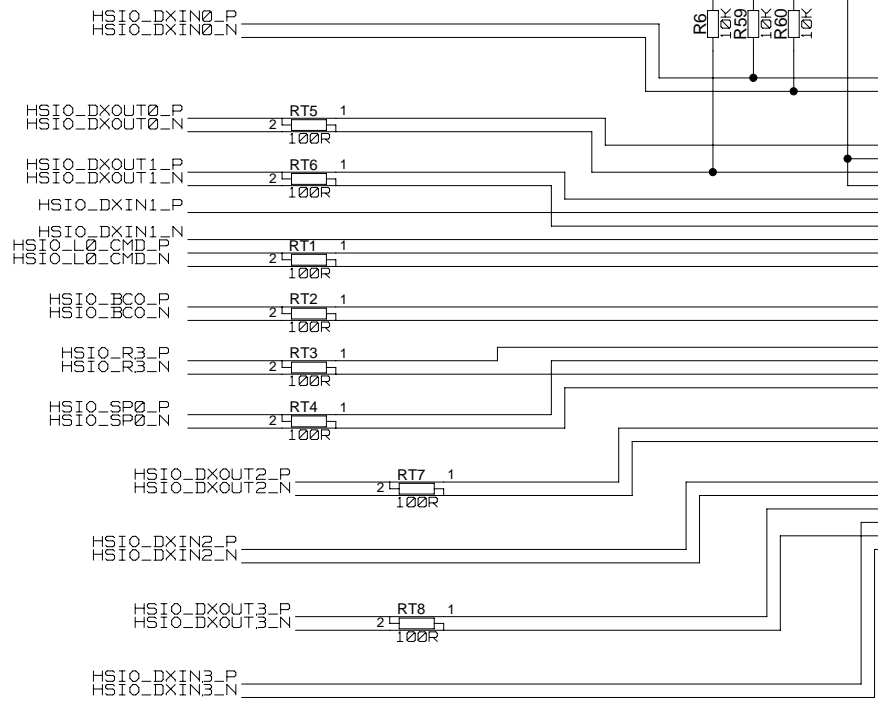 HSIO_DXIN0_P
HSIO_DXIN0_N
R6 10K R59 10K R60 10K
HSIO_DXOUT0_P RT5 1
HSIO_DXOUT0_N 2
100R
HSIO_DXOUT1_P RT6 1
HSIO_DXOUT1_N 2
100R
HSIO_DXIN1_P
HSIO_DXIN1_N
HSIO_L0_CMD_P RT1 1
HSIO_L0_CMD_N 2
100R
HSIO_BC0_P RT2 1
HSIO_BC0_N 2
100R
HSIO_R3_P RT3 1
HSIO_R3_N 2
100R
HSIO_SP0_P RT4 1
HSIO_SP0_N 2
100R
HSIO_DXOUT2_P RT7 1
HSIO_DXOUT2_N 2
100R
HSIO_DXIN2_P
HSIO_DXIN2_N
HSIO_DXOUT3_P RT8 1
HSIO_DXOUT3_N 2
100R
HSIO_DXIN3_P
HSIO_DXIN3_N